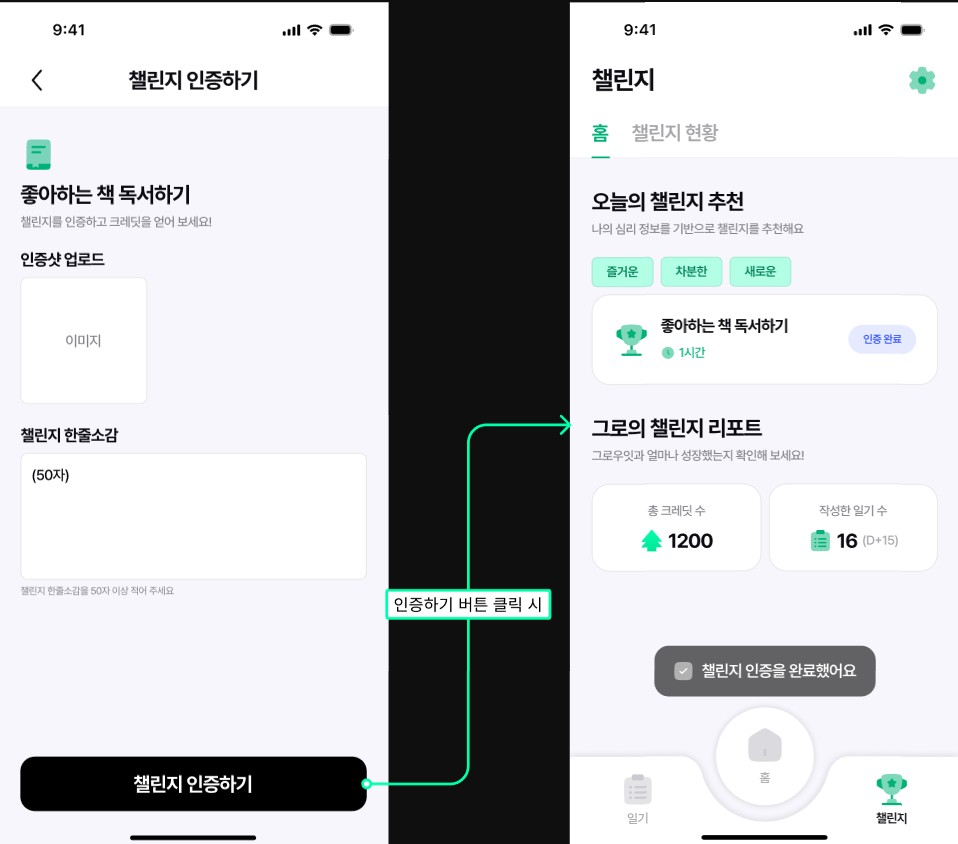 9:41
챌린지 인증하기
좋아하는 책 독서하기
챌린지를 인증하고 크레딧을 얻어 보세요!
인증샷 업로드
이미지
챌린지 한줄소감
(50자)
챌린지 한줄소감을 50자 이상 적어 주세요
챌린지 인증하기
인증하기 버튼 클릭 시
9:41
챌린지
홈 챌린지 현황
오늘의 챌린지 추천
나의 심리 정보를 기반으로 챌린지를 추천해요
즐거운 차분한 새로운
좋아하는 책 독서하기
1시간
인증 완료
그로의 챌린지 리포트
그로우잇과 얼마나 성장했는지 확인해 보세요!
총 크레딧 수
1200
작성한 일기 수
16 (D+15)
챌린지 인증을 완료했어요
일기
홈
챌린지